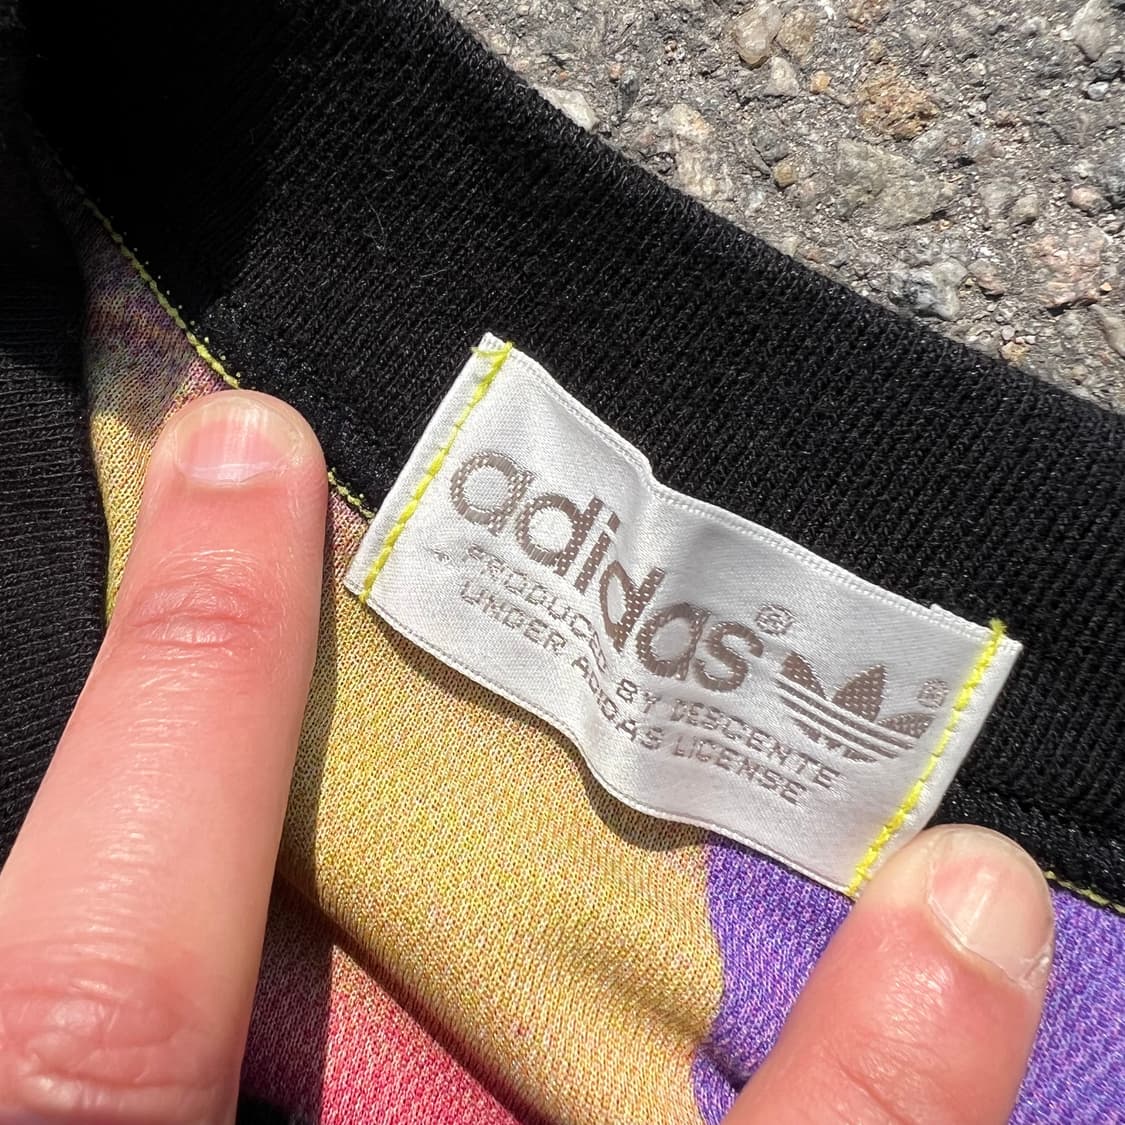 adidas®
®
PRODUCED BY DESCENTE
UNDER ADIDAS LICENSE